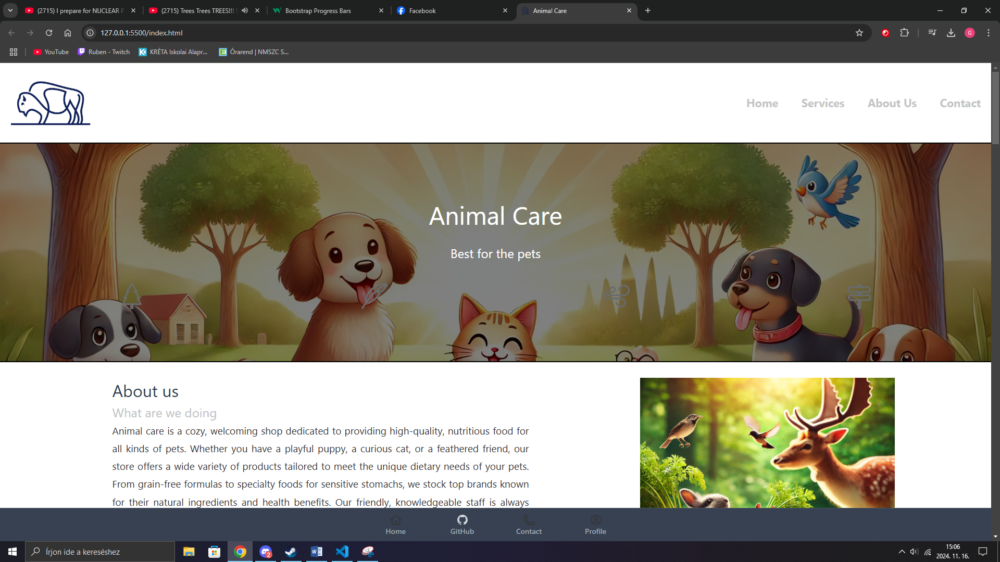 (2715) I prepare for NUCLEAR P
(2715) Trees Trees TREES!!! S
Bootstrap Progress Bars
Facebook
Animal Care
127.0.0.1:5500/index.html
G
YouTube
Ruben - Twitch
KRÉTA Iskolai Alapr...
Órarend | NMSZC S...
Home
Services
About Us
Contact
Animal Care
Best for the pets
About us
What are we doing
Animal care is a cozy, welcoming shop dedicated to providing high-quality, nutritious food for
all kinds of pets. Whether you have a playful puppy, a curious cat, or a feathered friend, our
store offers a wide variety of products tailored to meet the unique dietary needs of your pets.
From grain-free formulas to specialty foods for sensitive stomachs, we stock top brands known
for their natural ingredients and health benefits. Our friendly, knowledgeable staff is always
Home
GitHub
Contact
Profile
Írjon ide a kereséshez
2
15:06
2024. 11. 16.